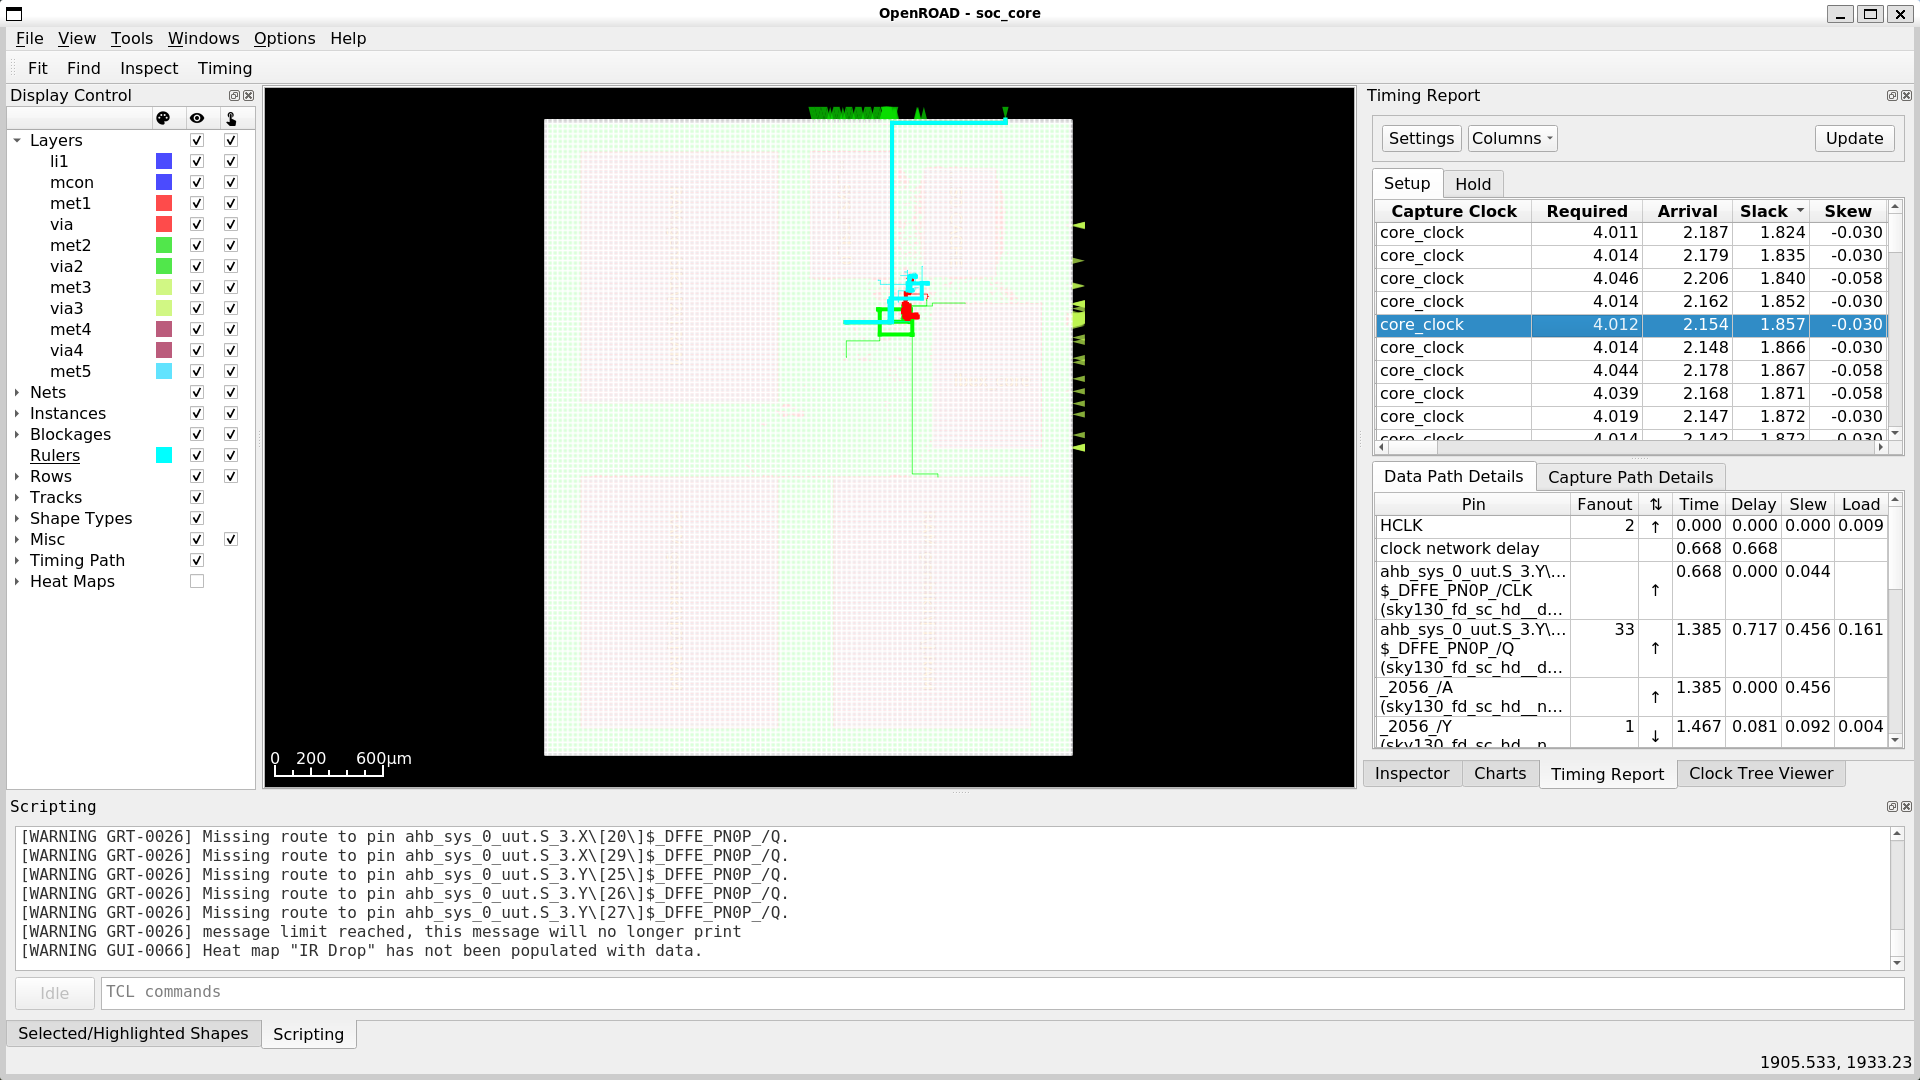 OpenROAD - soc_core
File View Tools Windows Options Help
Fit Find Inspect Timing
Display Control
Layers
li1
mcon
met1
via
met2
via2
met3
via3
met4
via4
met5
Nets
Instances
Blockages
Rulers
Rows
Tracks
Shape Types
Misc
Timing Path
Heat Maps
0 200 600μm
Timing Report
Settings Columns Update
Setup Hold
Capture Clock Required Arrival Slack Skew
core_clock 4.011 2.187 1.824 -0.030
core_clock 4.014 2.179 1.835 -0.030
core_clock 4.046 2.206 1.840 -0.058
core_clock 4.014 2.162 1.852 -0.030
core_clock 4.012 2.154 1.857 -0.030
core_clock 4.014 2.148 1.866 -0.030
core_clock 4.044 2.178 1.867 -0.058
core_clock 4.039 2.168 1.871 -0.058
core_clock 4.019 2.147 1.872 -0.030
core_clock 4.014 2.142 1.872 -0.030
Data Path Details Capture Path Details
Pin Fanout ⇅ Time Delay Slew Load
HCLK 2 ↑ 0.000 0.000 0.000 0.009
clock network delay 0.668 0.668
ahb_sys_0_uut.S_3.Y\... 0.668 0.000 0.044
$_DFFE_PN0P_/CLK ↑
(sky130_fd_sc_hd__d...
ahb_sys_0_uut.S_3.Y\... 33 1.385 0.717 0.456 0.161
$_DFFE_PN0P_/Q ↑
(sky130_fd_sc_hd__d...
_2056_/A ↑ 1.385 0.000 0.456
(sky130_fd_sc_hd__n...
_2056_/Y 1 ↓ 1.467 0.081 0.092 0.004
(sky130_fd_sc_hd__n...
Inspector Charts Timing Report Clock Tree Viewer
Scripting
[WARNING GRT-0026] Missing route to pin ahb_sys_0_uut.S_3.X\[20\]$_DFFE_PN0P_/Q.
[WARNING GRT-0026] Missing route to pin ahb_sys_0_uut.S_3.X\[29\]$_DFFE_PN0P_/Q.
[WARNING GRT-0026] Missing route to pin ahb_sys_0_uut.S_3.Y\[25\]$_DFFE_PN0P_/Q.
[WARNING GRT-0026] Missing route to pin ahb_sys_0_uut.S_3.Y\[26\]$_DFFE_PN0P_/Q.
[WARNING GRT-0026] Missing route to pin ahb_sys_0_uut.S_3.Y\[27\]$_DFFE_PN0P_/Q.
[WARNING GRT-0026] message limit reached, this message will no longer print
[WARNING GUI-0066] Heat map "IR Drop" has not been populated with data.
Idle TCL commands
Selected/Highlighted Shapes Scripting
1905.533, 1933.23